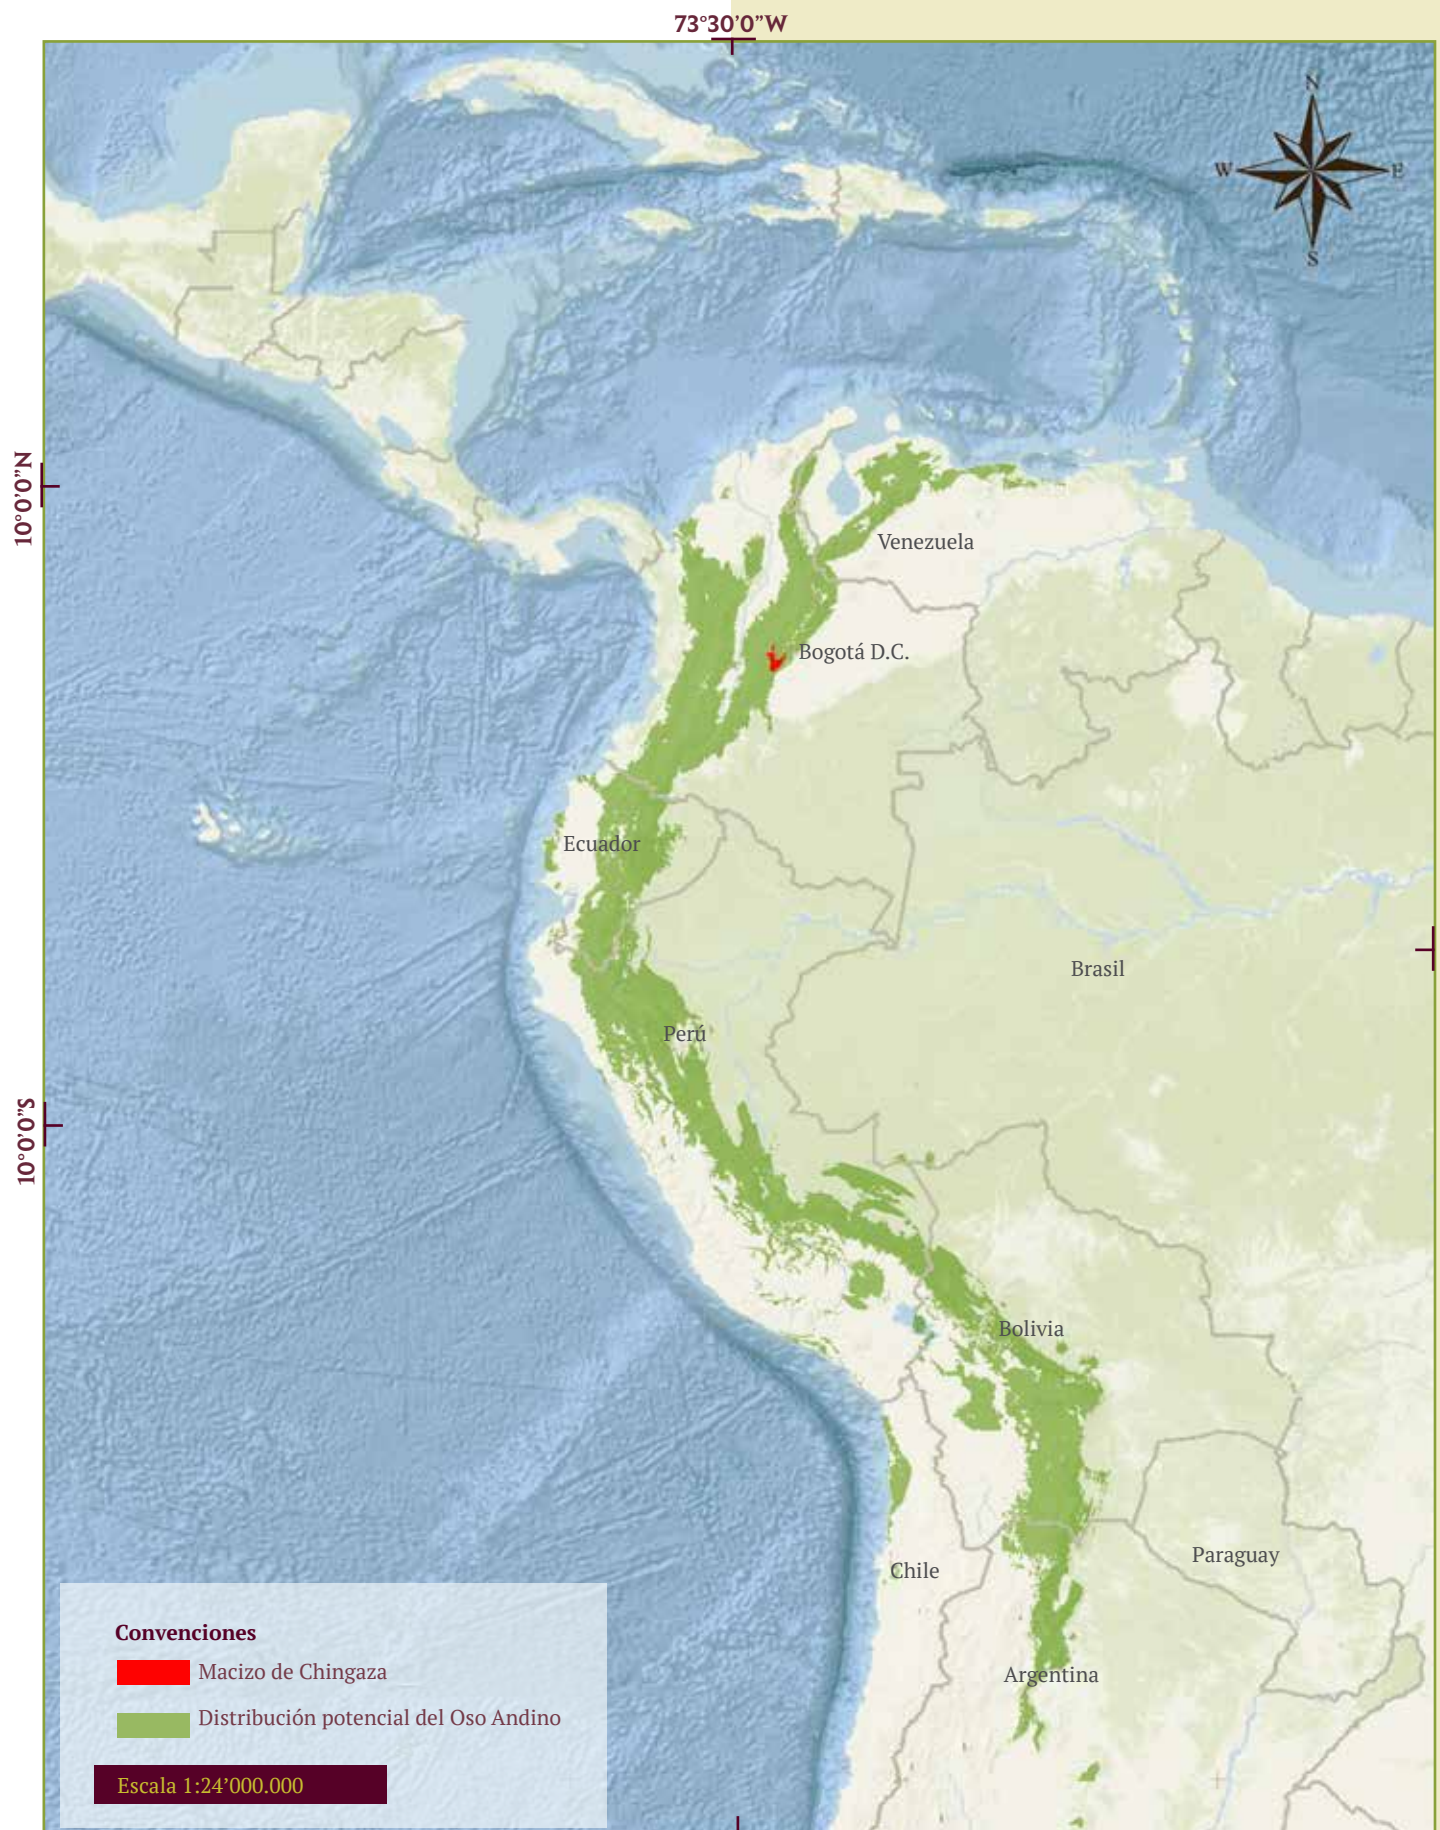 73°30'0"W
N
W
E
S
10°0'0"N
Venezuela
Bogotá D.C.
Ecuador
Brasil
Perú
10°0'0"S
Bolivia
Paraguay
Chile
Argentina
Convenciones
Macizo de Chingaza
Distribución potencial del Oso Andino
Escala 1:24’000.000